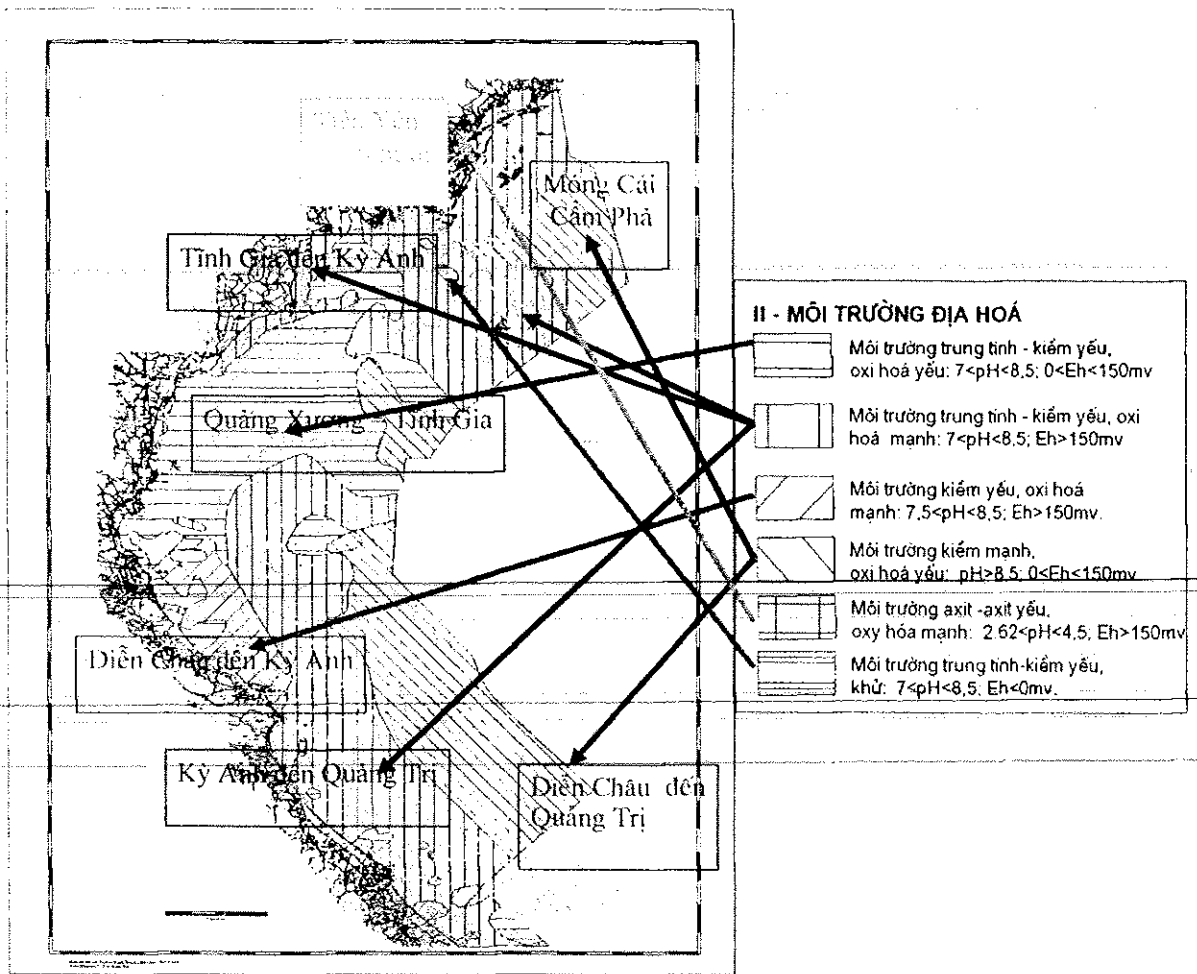 Tiên Yên
Móng Cái
Cẩm Phả
Tĩnh Gia đến Kỳ Anh
Quảng Xương - Tĩnh Gia
Diễn Châu đến Kỳ Anh
Kỳ Anh đến Quảng Trị
Diễn Châu đến
Quảng Trị
II - MÔI TRƯỜNG ĐỊA HOÁ
Môi trường trung tính - kiềm yếu,
oxi hoá yếu: 7<pH<8,5; 0<Eh<150mv
Môi trường trung tính - kiềm yếu, oxi
hoá mạnh: 7<pH<8,5; Eh>150mv
Môi trường kiềm yếu, oxi hoá
mạnh: 7,5<pH<8,5; Eh>150mv.
Môi trường kiềm mạnh,
oxi hoá yếu: pH>8,5; 0<Eh<150mv
Môi trường axit -axit yếu,
oxy hóa mạnh: 2.62<pH<4,5; Eh>150mv
Môi trường trung tính-kiềm yếu,
khử: 7<pH<8,5; Eh<0mv.